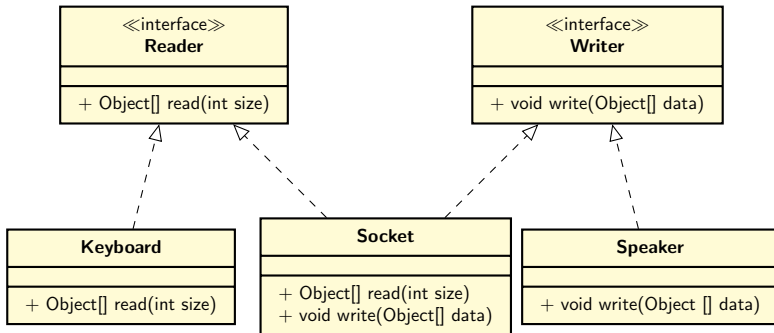 ≪interface≫
Reader
+ Object[] read(int size)
≪interface≫
Writer
+ void write(Object[] data)
Keyboard
+ Object[] read(int size)
Socket
+ Object[] read(int size)
+ void write(Object[] data)
Speaker
+ void write(Object [] data)